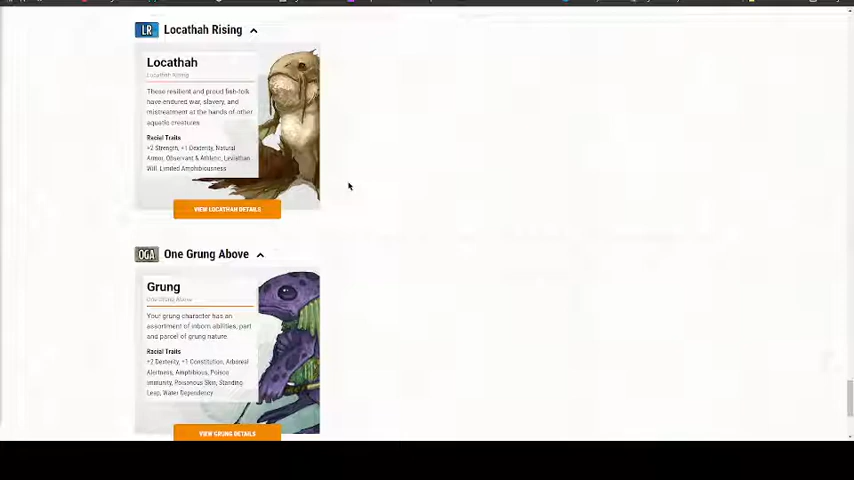 LR Locathah Rising
Locathah
Locathah Rising
These resilient and proud fish-folk
have endured war, slavery, and
mistreatment at the hands of other
aquatic creatures
Racial Traits
+2 Strength, +1 Dexterity, Natural
Armor, Observant & Athletic, Leviathan
Will, Limited Amphibiousness
VIEW LOCATHAH DETAILS
OGA One Grung Above
Grung
One Grung Above
Your grung character has an
assortment of inborn abilities, part
and parcel of grung nature.
Racial Traits
+2 Dexterity, +1 Constitution, Arboreal
Alertness, Amphibious, Poison
Immunity, Poisonous Skin, Standing
Leap, Water Dependency
VIEW GRUNG DETAILS